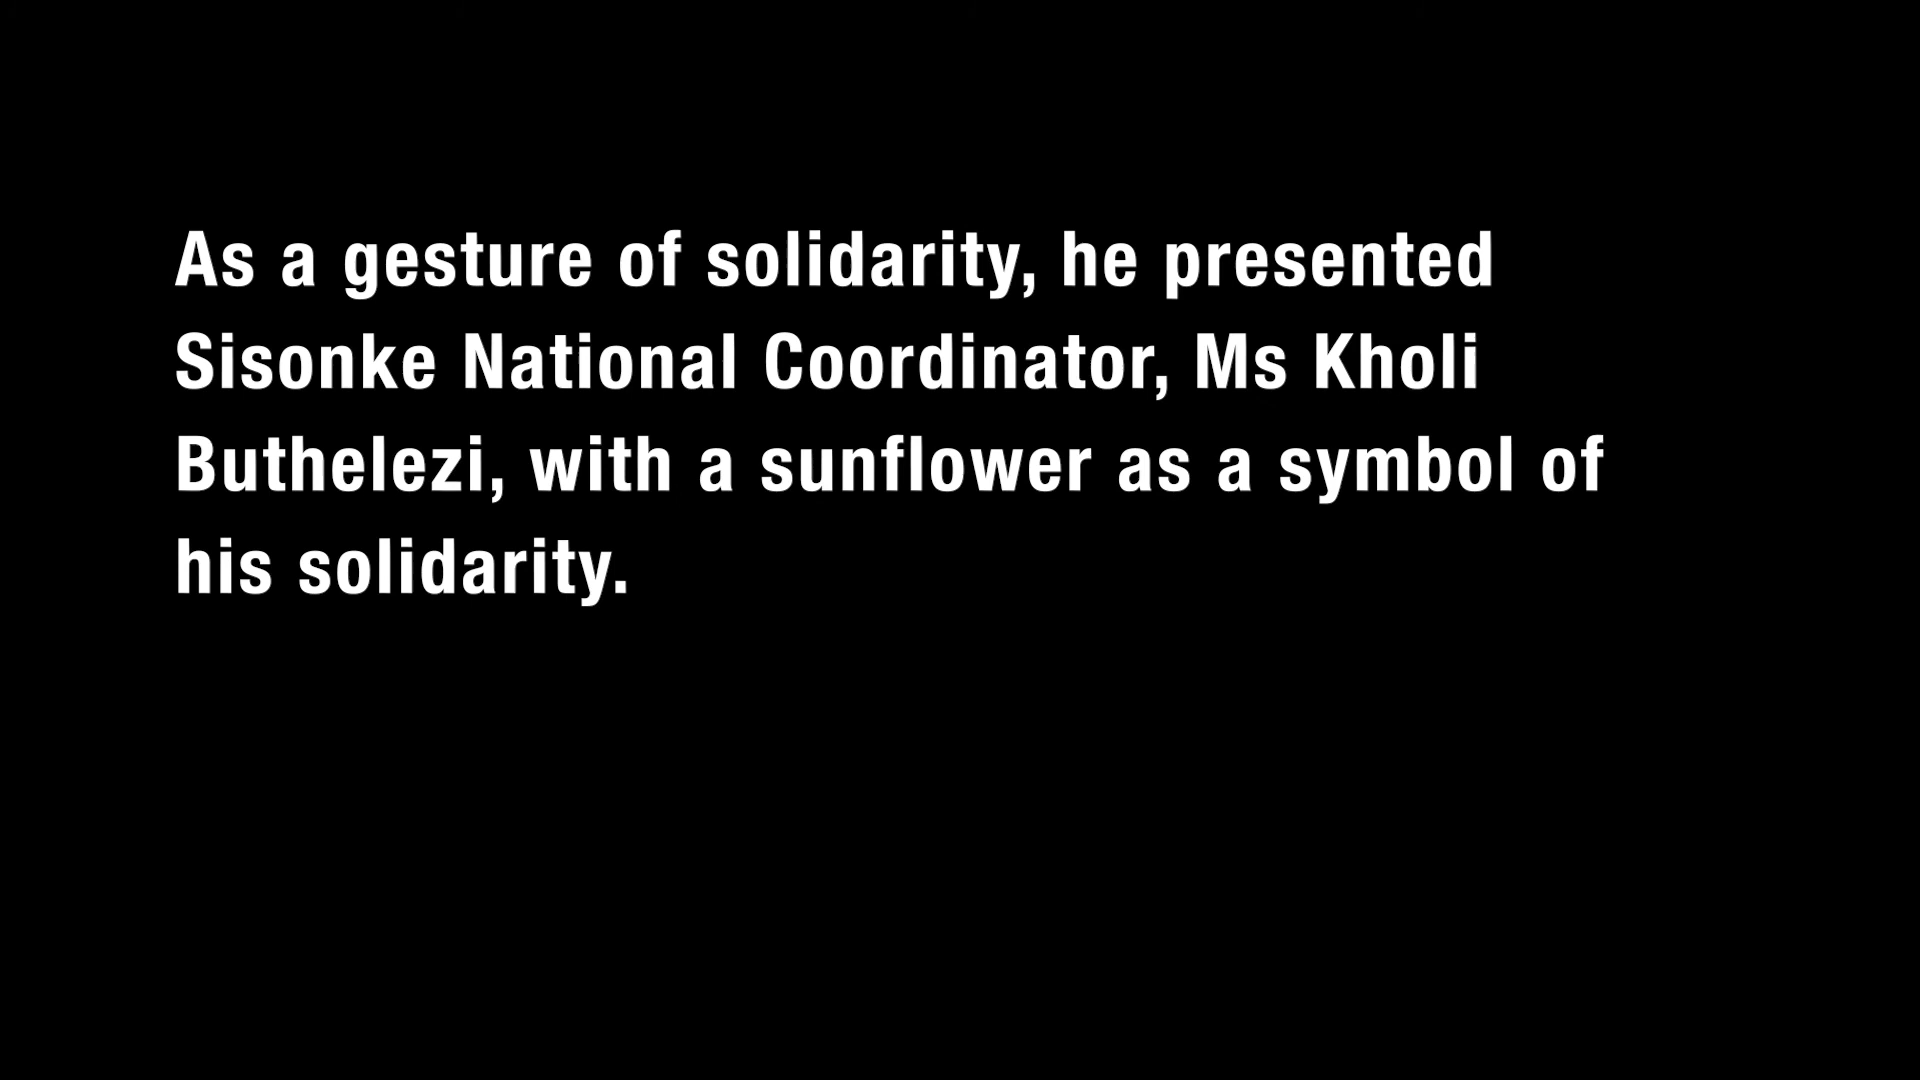 As a gesture of solidarity, he presented
Sisonke National Coordinator, Ms Kholi
Buthelezi, with a sunflower as a symbol of
his solidarity.